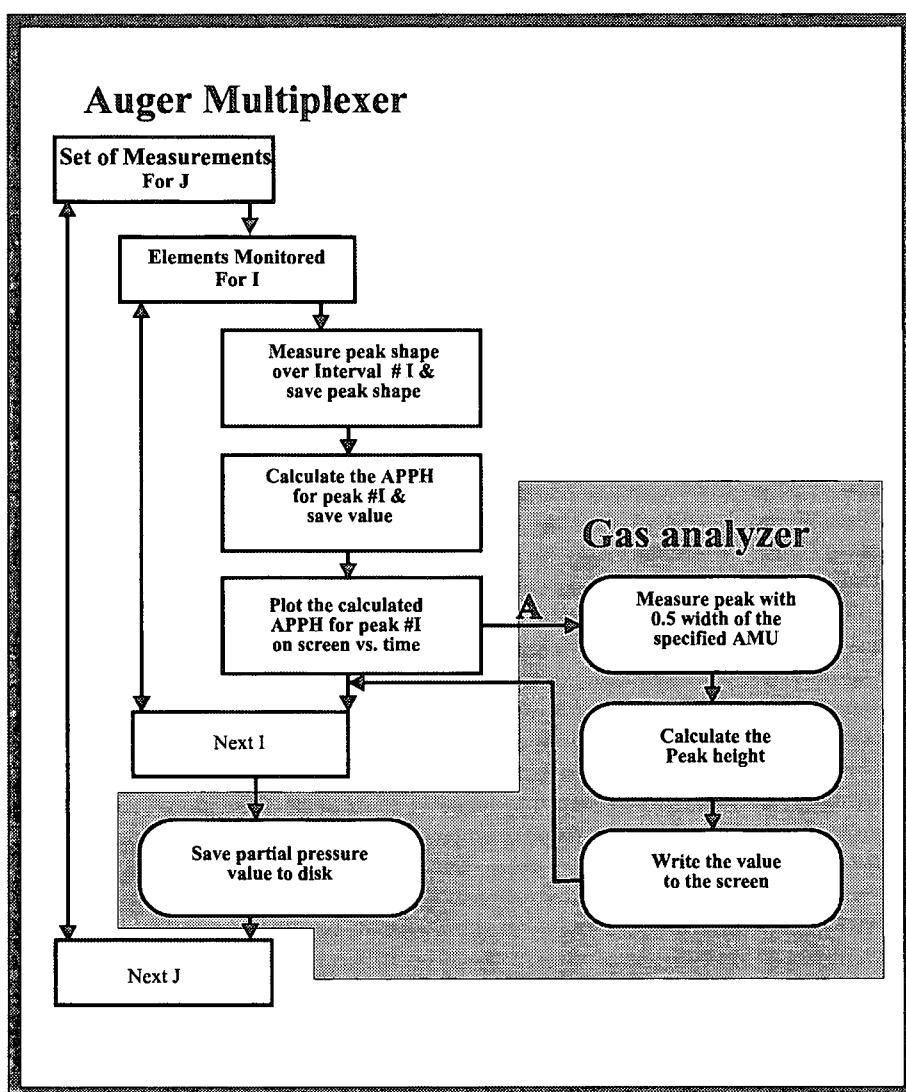 Auger Multiplexer
Set of Measurements
For J
Elements Monitored
For I
Measure peak shape
over Interval # I &
save peak shape
Calculate the APPH
for peak #I &
save value
Plot the calculated
APPH for peak #I
on screen vs. time
A
Next I
Save partial pressure
value to disk
Next J
Gas analyzer
Measure peak with
0.5 width of the
specified AMU
Calculate the
Peak height
Write the value
to the screen